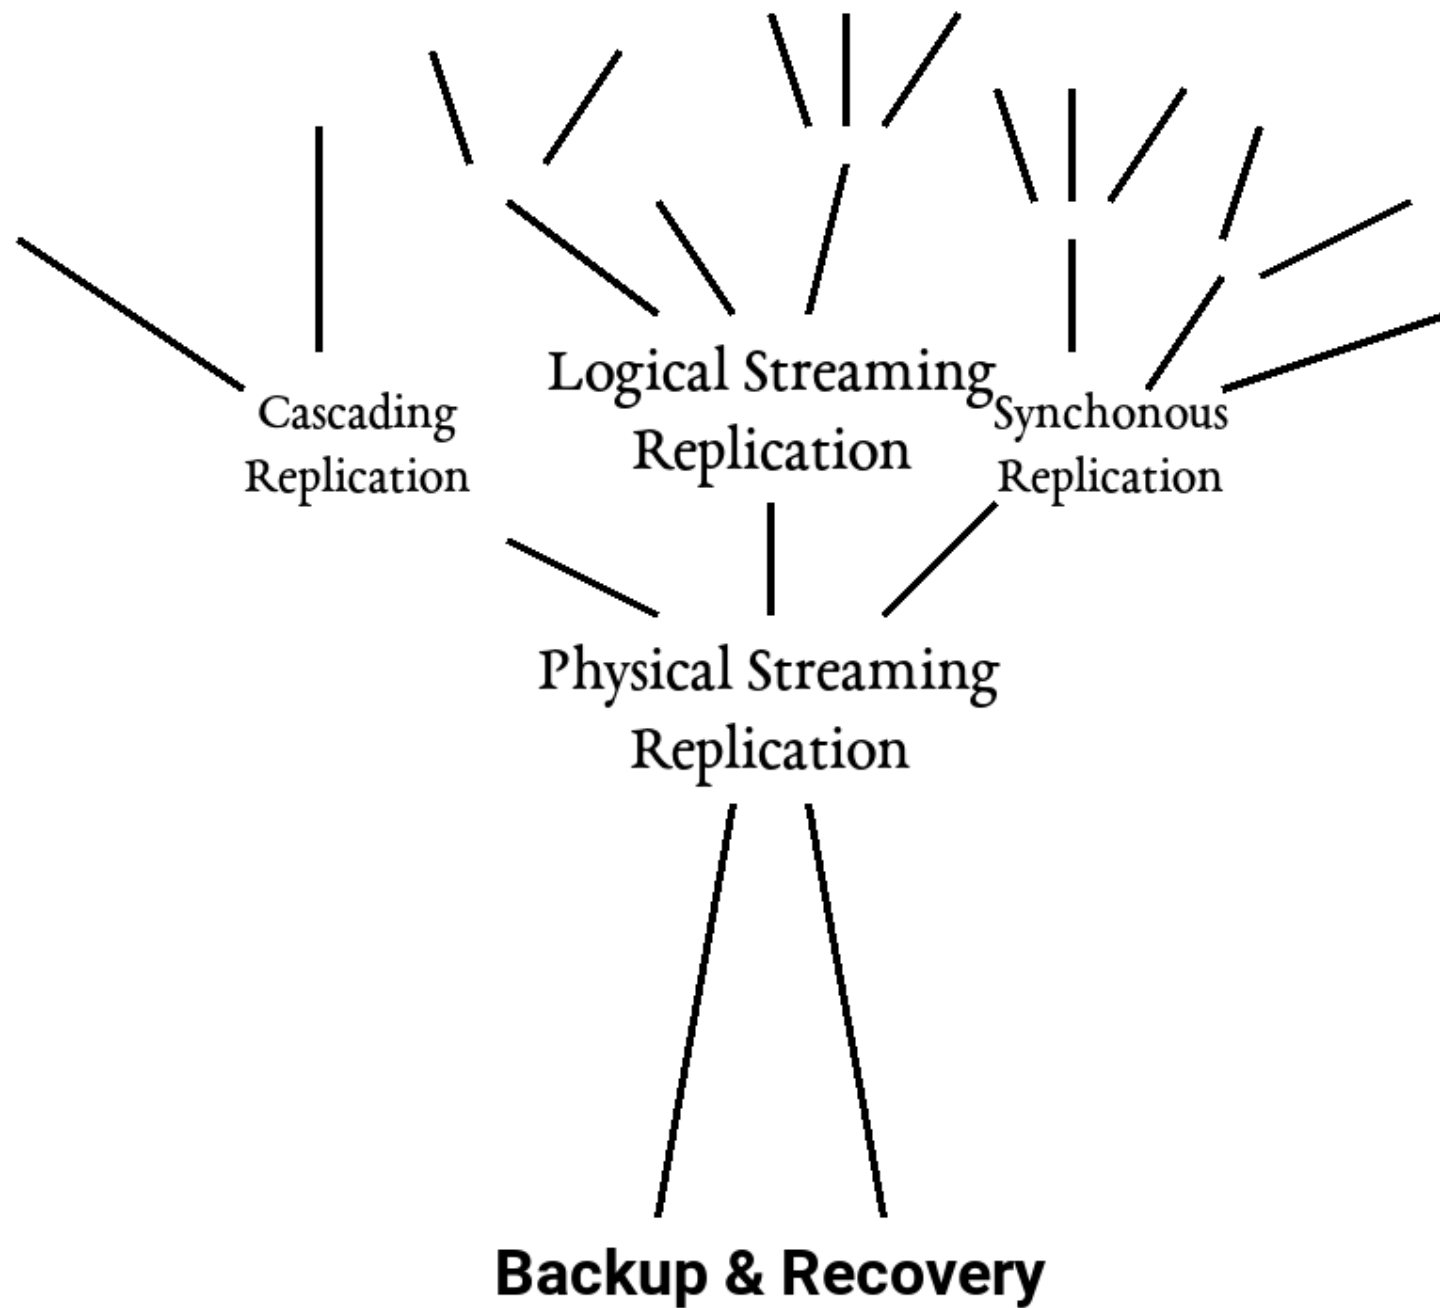 Logical Streaming
Replication
Cascading
Replication
Synchonous
Replication
Physical Streaming
Replication
Backup & Recovery